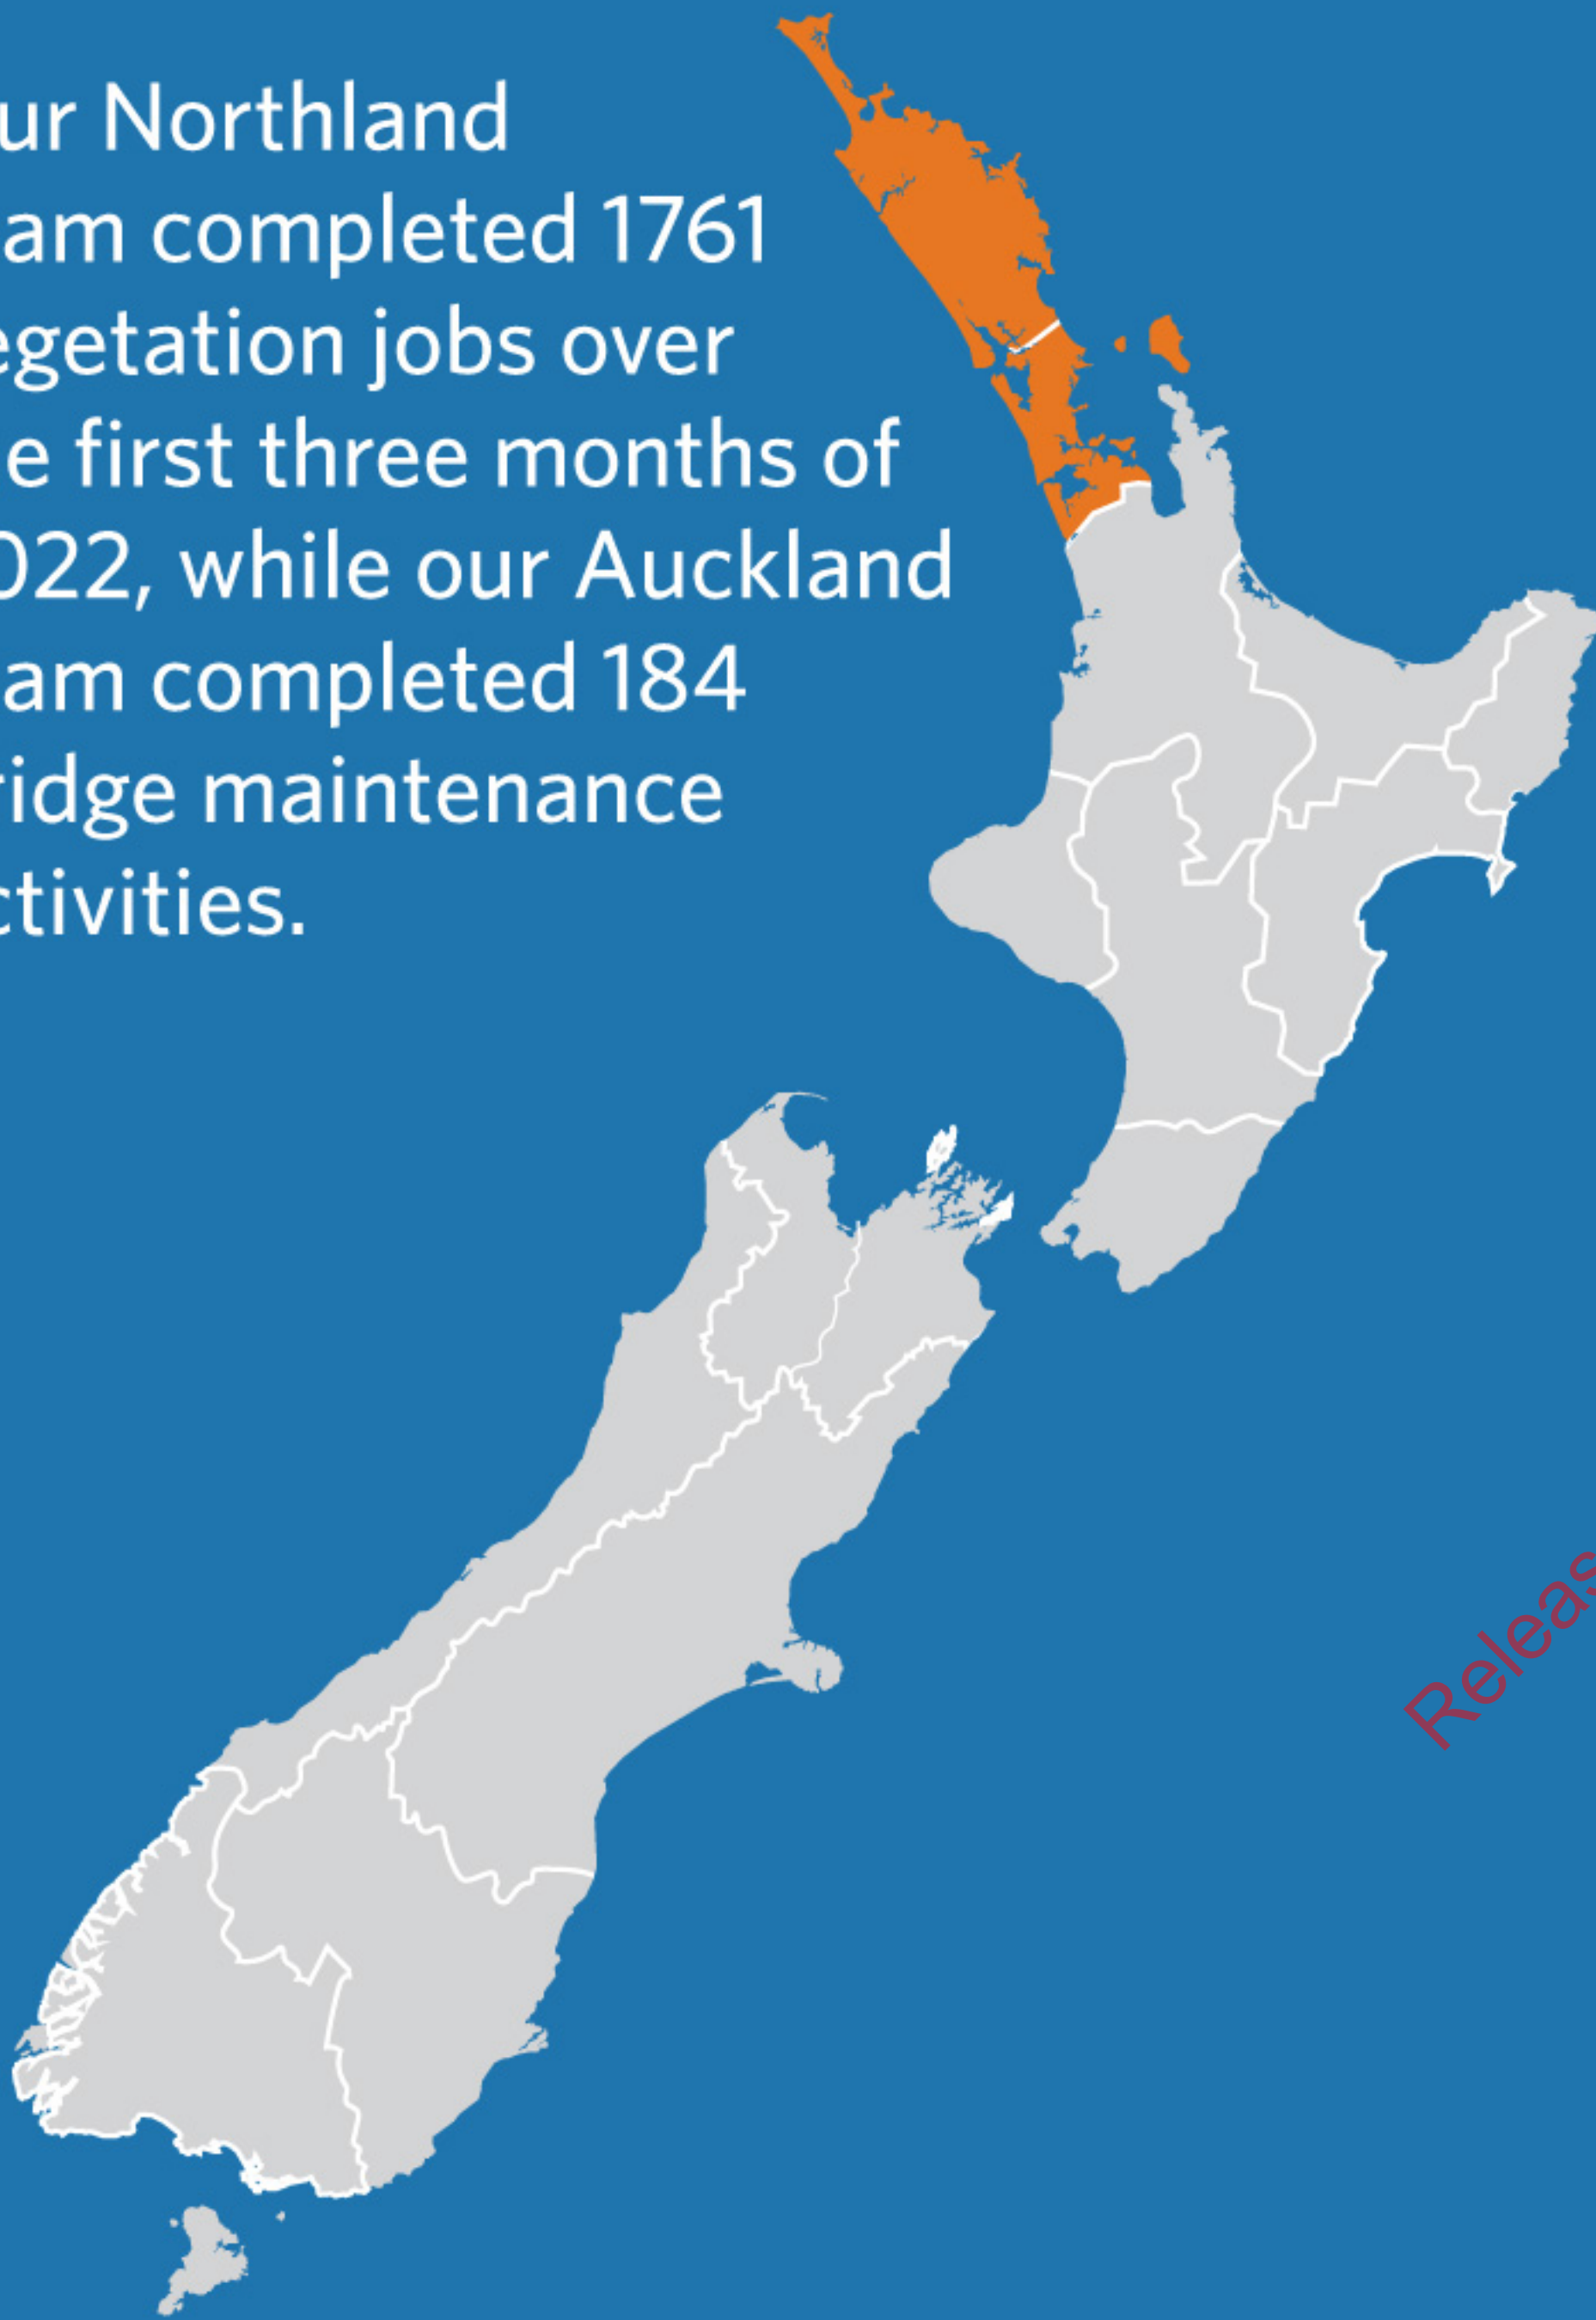 ur Northland
am completed 1761
egetation jobs over
e first three months of
022, while our Auckland
am completed 184
ridge maintenance
ctivities.
Releas